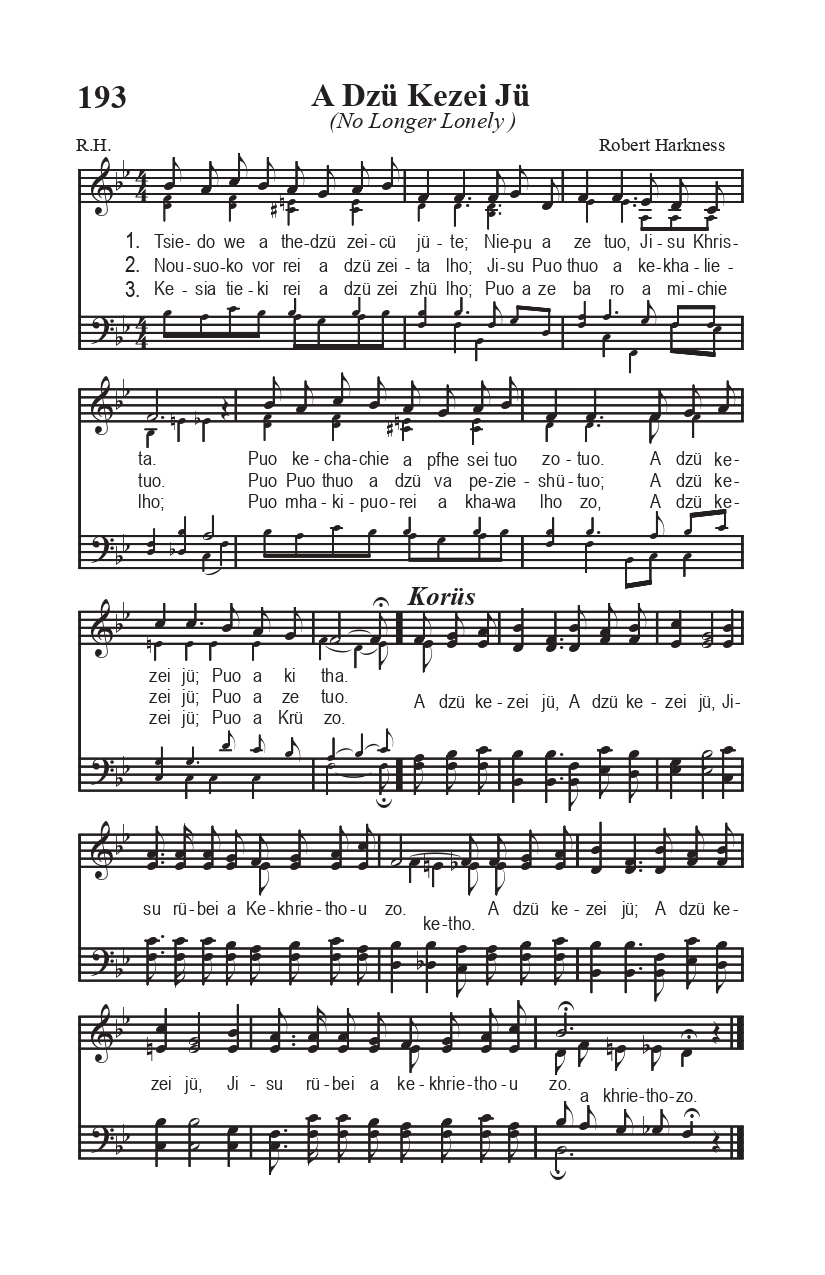 193
A Dzü Kezei Jü
(No Longer Lonely )
R.H. Robert Harkness
1. Tsie- do we a the-dzü zei-cü jü- te; Nie-pu a ze tuo, Ji- su Khris-
2. Nou-suo-ko vor rei a dzü zei- ta lho; Ji-su Puo thuo a ke-kha-lie -
3. Ke- sia tie-ki rei a dzü zei zhü lho; Puo a ze ba ro a mi-chie
ta. Puo ke-cha-chie a pfhe sei tuo zo-tuo. A dzü ke-
tuo. Puo Puo thuo a dzü va pe-zie-shü-tuo; A dzü ke-
lho; Puo mha-ki-puo-rei a kha-wa lho zo, A dzü ke-
Korüs
zei jü; Puo a ki tha.
zei jü; Puo a ze tuo.
zei jü; Puo a Krü zo.
A dzü ke-zei jü, A dzü ke-zei jü, Ji-
su rü-bei a Ke-khrie-tho-u zo. A dzü ke-zei jü; A dzü ke-
ke-tho.
zei jü, Ji- su rü-bei a ke-khrie-tho-u zo.
a khrie-tho-zo.